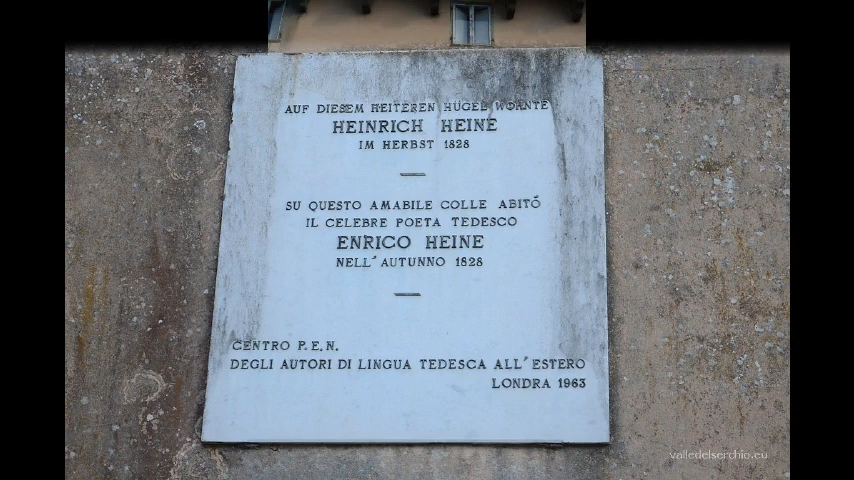 AUF DIESEM HEITEREN HÜGEL WOHNTE
HEINRICH HEINE
IM HERBST 1828
SU QUESTO AMABILE COLLE ABITÓ
IL CELEBRE POETA TEDESCO
ENRICO HEINE
NELL'AUTUNNO 1828
CENTRO P.E.N.
DEGLI AUTORI DI LINGUA TEDESCA ALL'ESTERO
LONDRA 1963
valledelserchio.eu